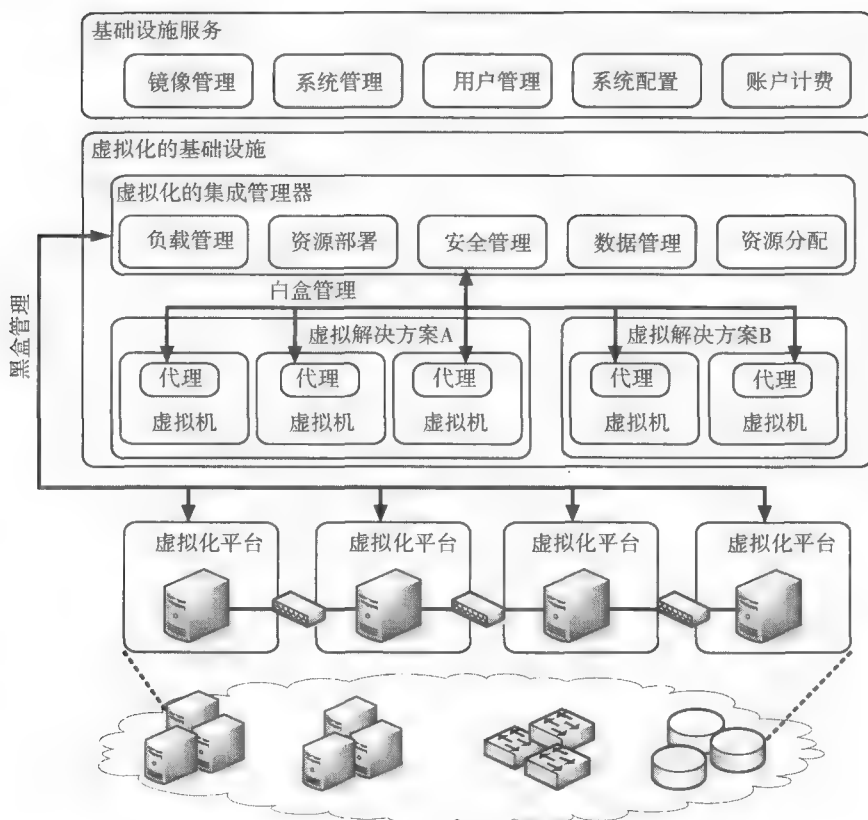 基础设施服务
镜像管理
系统管理
用户管理
系统配置
账户计费
虚拟化的基础设施
虚拟化的集成管理器
负载管理
资源部署
安全管理
数据管理
资源分配
白盒管理
黑盒管理
虚拟解决方案A
虚拟解决方案B
代理
代理
代理
代理
代理
虚拟机
虚拟机
虚拟机
虚拟机
虚拟机
虚拟化平台
虚拟化平台
虚拟化平台
虚拟化平台